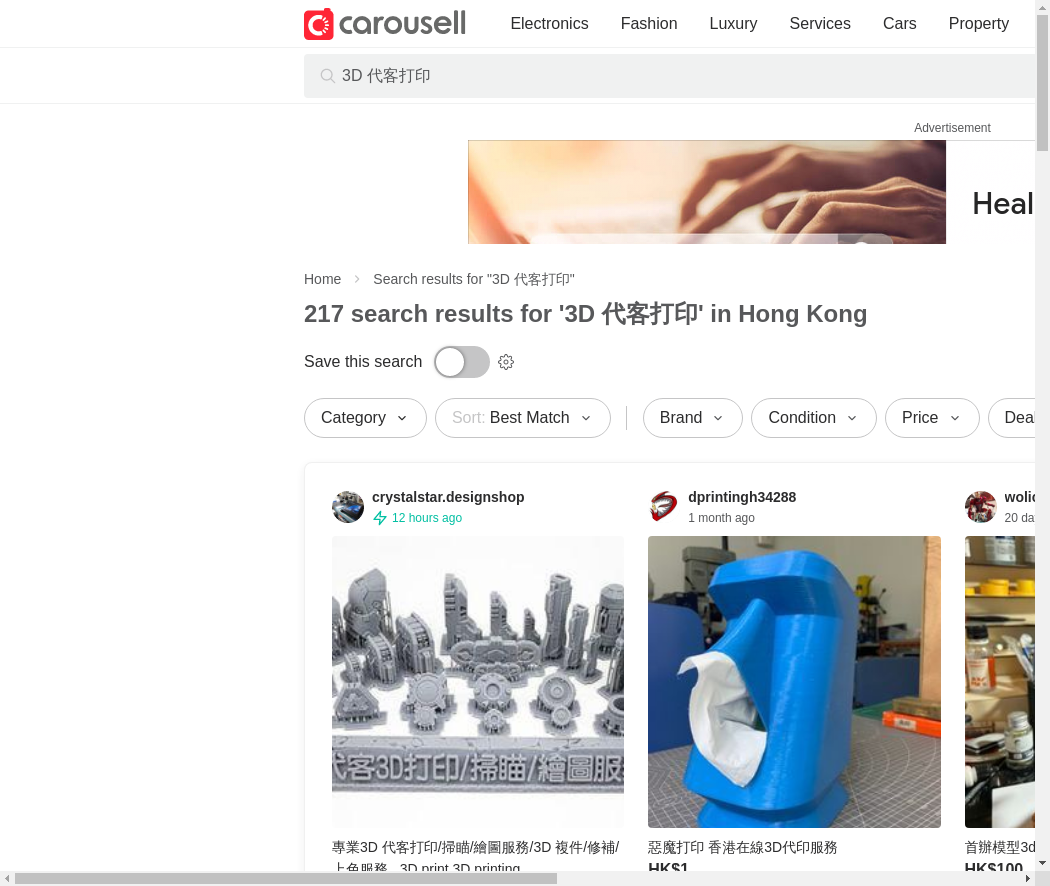 carousell
Electronics Fashion Luxury Services Cars Property
3D 代客打印
Advertisement
Home Search results for "3D 代客打印"
217 search results for '3D 代客打印' in Hong Kong
Save this search
Category Sort: Best Match Brand Condition Price
crystalstar.designshop dprintingh34288
12 hours ago 1 month ago 20
代客3D打印/掃瞄/繪圖服
專業3D 代客打印/掃瞄/繪圖服務/3D 複件/修補/ 惡魔打印 香港在線3D代印服務 首辦模型3d
上色服務 3D print 3D printing HK$1 HK$100